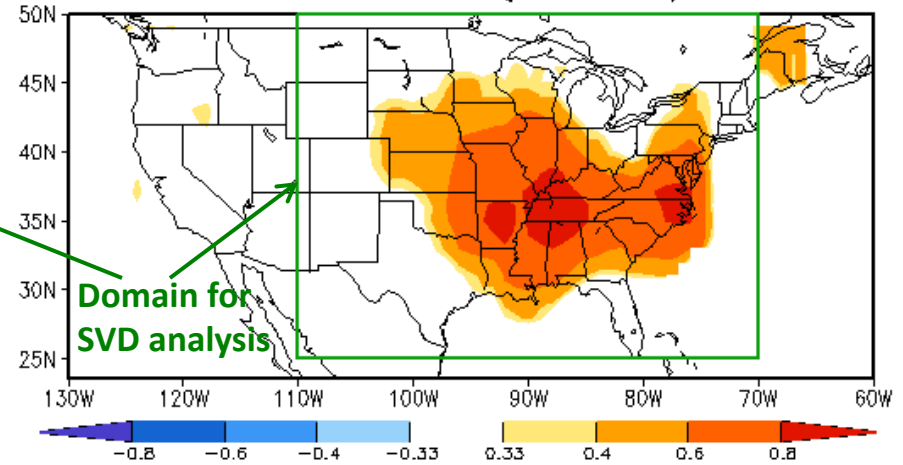 50N
45N
40N
35N
30N
25N
Domain for
SVD analysis
130W 120W 110W 100W 90W 80W 70W 60W
-0.8 -0.6 -0.4 -0.33 0.33 0.4 0.6 0.8